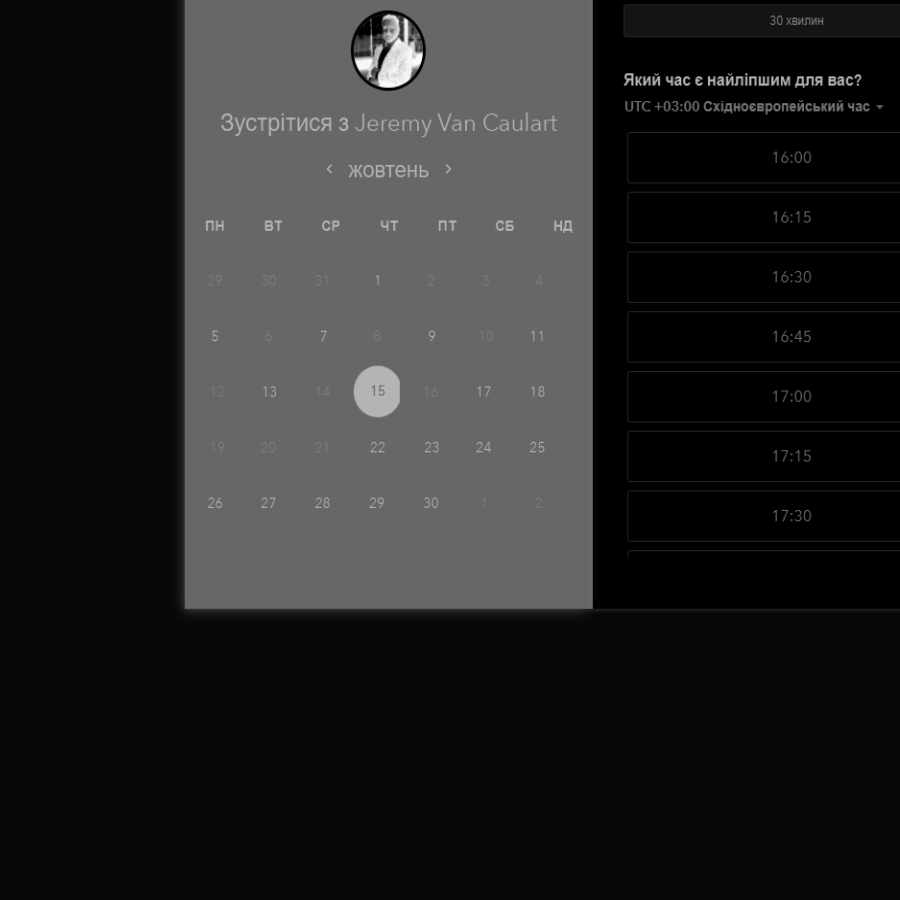 Зустрітися з Jeremy Van Caulart
жовтень
ПН ВТ СР ЧТ ПТ СБ НД
29 30 31 1 2 3 4
5 6 7 8 9 10 11
12 13 14 15 16 17 18
19 20 21 22 23 24 25
26 27 28 29 30 1 2
30 хвилин
Який час є найліпшим для вас?
UTC +03:00 Східноєвропейський час
16:00
16:15
16:30
16:45
17:00
17:15
17:30